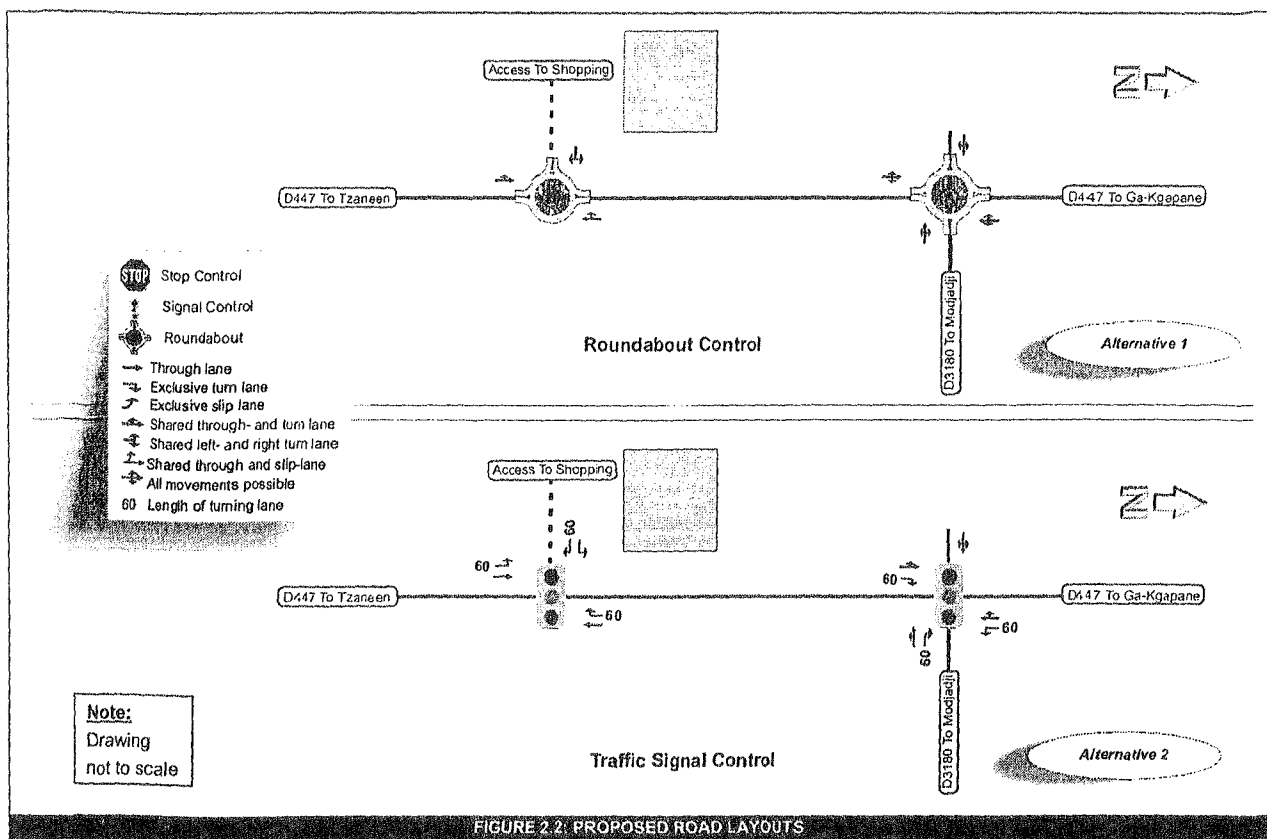 Access To Shopping
N
D447 To Tzaneen
D447 To Ga-Kgapane
D3180 To Modjadji
STOP Stop Control
Signal Control
Roundabout
Through lane
Exclusive turn lane
Exclusive slip lane
Shared through- and turn lane
Shared left- and right turn lane
Shared through and slip-lane
All movements possible
60 Length of turning lane
Roundabout Control
Alternative 1
Access To Shopping
N
60
60
60
D447 To Tzaneen
60
60
60
D447 To Ga-Kgapane
D3180 To Modjadji
Note:
Drawing
not to scale
Traffic Signal Control
Alternative 2
FIGURE 2.2: PROPOSED ROAD LAYOUTS